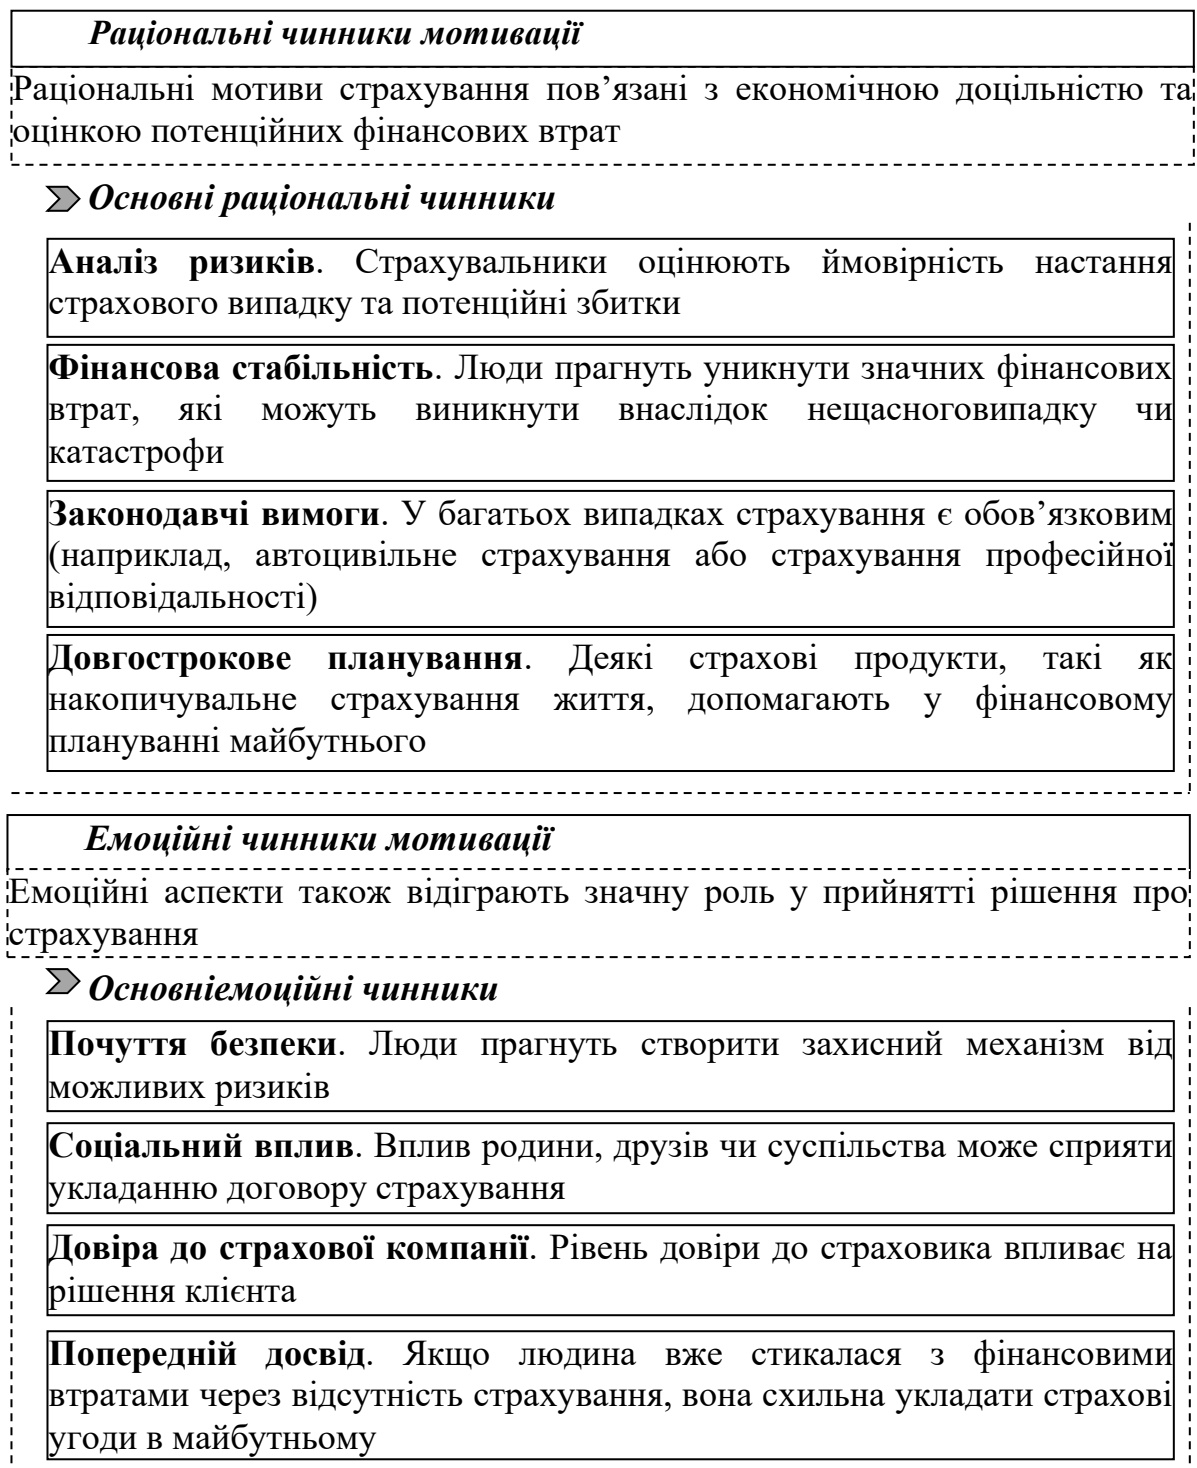 Раціональні чинники мотивації
Раціональні мотиви страхування пов’язані з економічною доцільністю та
оцінкою потенційних фінансових втрат
Основні раціональні чинники
Аналіз ризиків. Страхувальники оцінюють ймовірність настання
страхового випадку та потенційні збитки
Фінансова стабільність. Люди прагнуть уникнути значних фінансових
втрат, які можуть виникнути внаслідок нещасноговипадку чи
катастрофи
Законодавчі вимоги. У багатьох випадках страхування є обов’язковим
(наприклад, автоцивільне страхування або страхування професійної
відповідальності)
Довгострокове планування. Деякі страхові продукти, такі як
накопичувальне страхування життя, допомагають у фінансовому
плануванні майбутнього
Емоційні чинники мотивації
Емоційні аспекти також відіграють значну роль у прийнятті рішення про
страхування
Основніемоційні чинники
Почуття безпеки. Люди прагнуть створити захисний механізм від
можливих ризиків
Соціальний вплив. Вплив родини, друзів чи суспільства може сприяти
укладанню договору страхування
Довіра до страхової компанії. Рівень довіри до страховика впливає на
рішення клієнта
Попередній досвід. Якщо людина вже стикалася з фінансовими
втратами через відсутність страхування, вона схильна укладати страхові
угоди в майбутньому